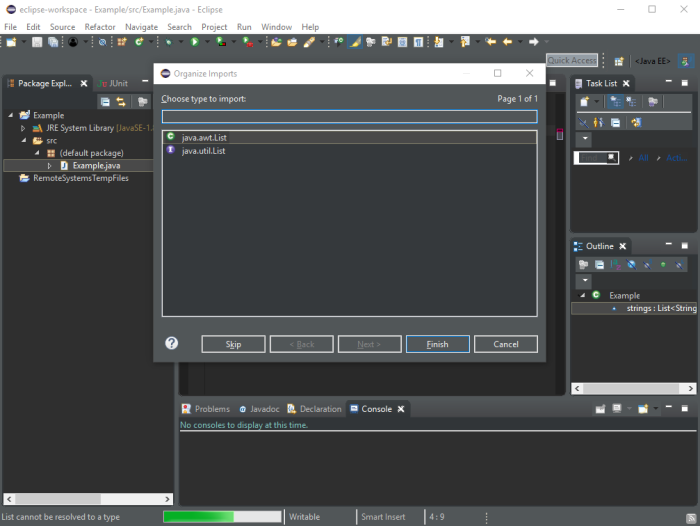 eclipse-workspace - Example/src/Example.java - Eclipse
File Edit Source Refactor Navigate Search Project Run Window Help
Quick Access
<Java EE>
Package Expl... JUnit
Example
JRE System Library [JavaSE-1.
src
(default package)
Example.java
RemoteSystemsTempFiles
Organize Imports
Choose type to import: Page 1 of 1
java.awt.List
java.util.List
Skip < Back Next > Finish Cancel
Task List
Find
All Acti...
Outline
Example
strings : List<String
Problems Javadoc Declaration Console
No consoles to display at this time.
List cannot be resolved to a type Writable Smart Insert 4 : 9